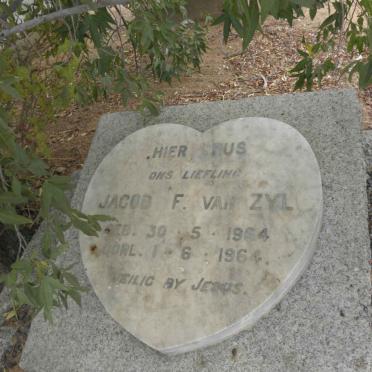 HIER RUS
ONS LIEFLING
JACOB F. VAN ZYL
GEB. 30 · 5 · 1964
OORL. 1 · 6 · 1964.
VEILIG BY JESUS.